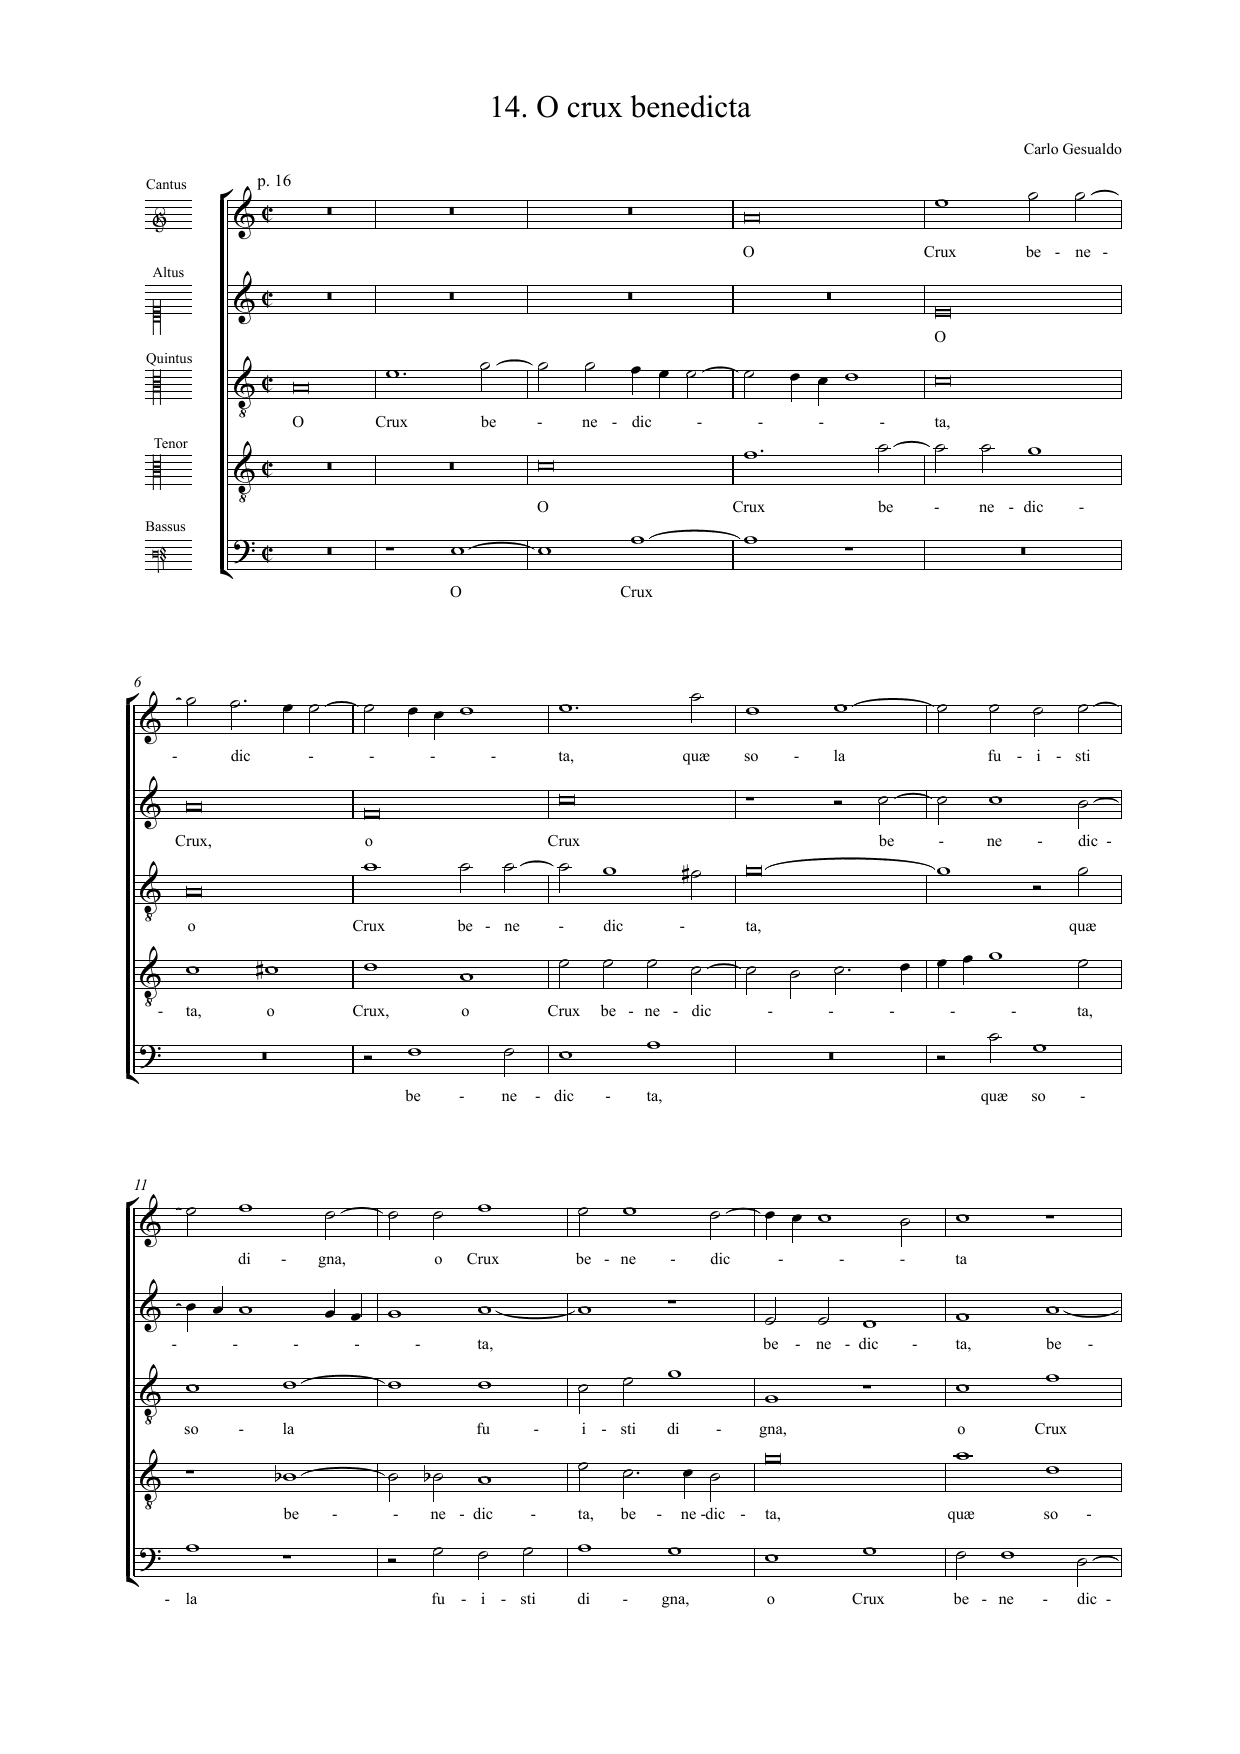 14. O crux benedicta
Carlo Gesualdo
Cantus
p. 16
O Crux be - ne -
Altus
O
Quintus
O Crux be - ne - dic - - - - ta,
Tenor
O Crux be - ne - dic -
Bassus
O Crux
6
- dic - - - - ta, quæ so - la fu - i - sti
Crux, o Crux be - ne - dic -
o Crux be - ne - dic - ta, quæ
- ta, o Crux, o Crux be - ne - dic - - - - - ta,
be - ne - dic - ta, quæ so -
11
di - gna, o Crux be - ne - dic - - - ta
- - - - - ta, be - ne - dic - ta, be -
so - la fu - i - sti di - gna, o Crux
be - - ne - dic - ta, be - ne - dic - ta, quæ so -
- la fu - i - sti di - gna, o Crux be - ne - dic -